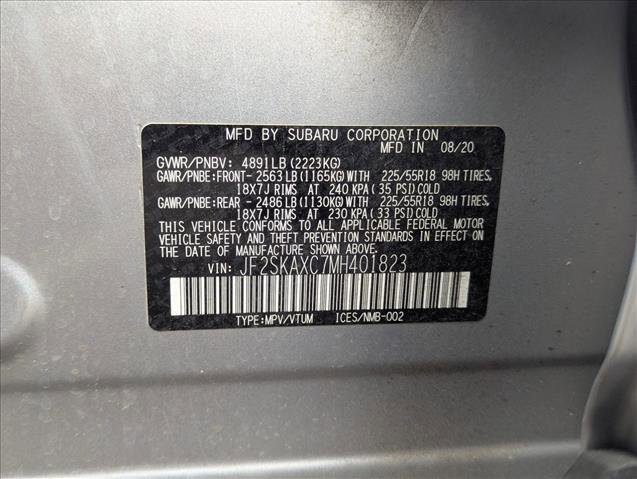 MFD BY SUBARU CORPORATION
MFD IN 08/20
GVWR/PNBV: 4891LB(2223KG)
GAWR/PNBE:FRONT- 2563LB(1165KG)WITH 225/55R18 98H TIRES,
18X7J RIMS AT 240 KPA(35 PSI)COLD
GAWR/PNBE:REAR - 2486LB(1130KG)WITH 225/55R18 98H TIRES,
18X7J RIMS AT 230 KPA(33 PSI)COLD
THIS VEHICLE CONFORMS TO ALL APPLICABLE FEDERAL MOTOR
VEHICLE SAFETY AND THEFT PREVENTION STANDARDS IN EFFECT
ON THE DATE OF MANUFACTURE SHOWN ABOVE.
VIN: JF2SKAXC7MH401823
TYPE:MPV/VTUM ICES/NMB-002